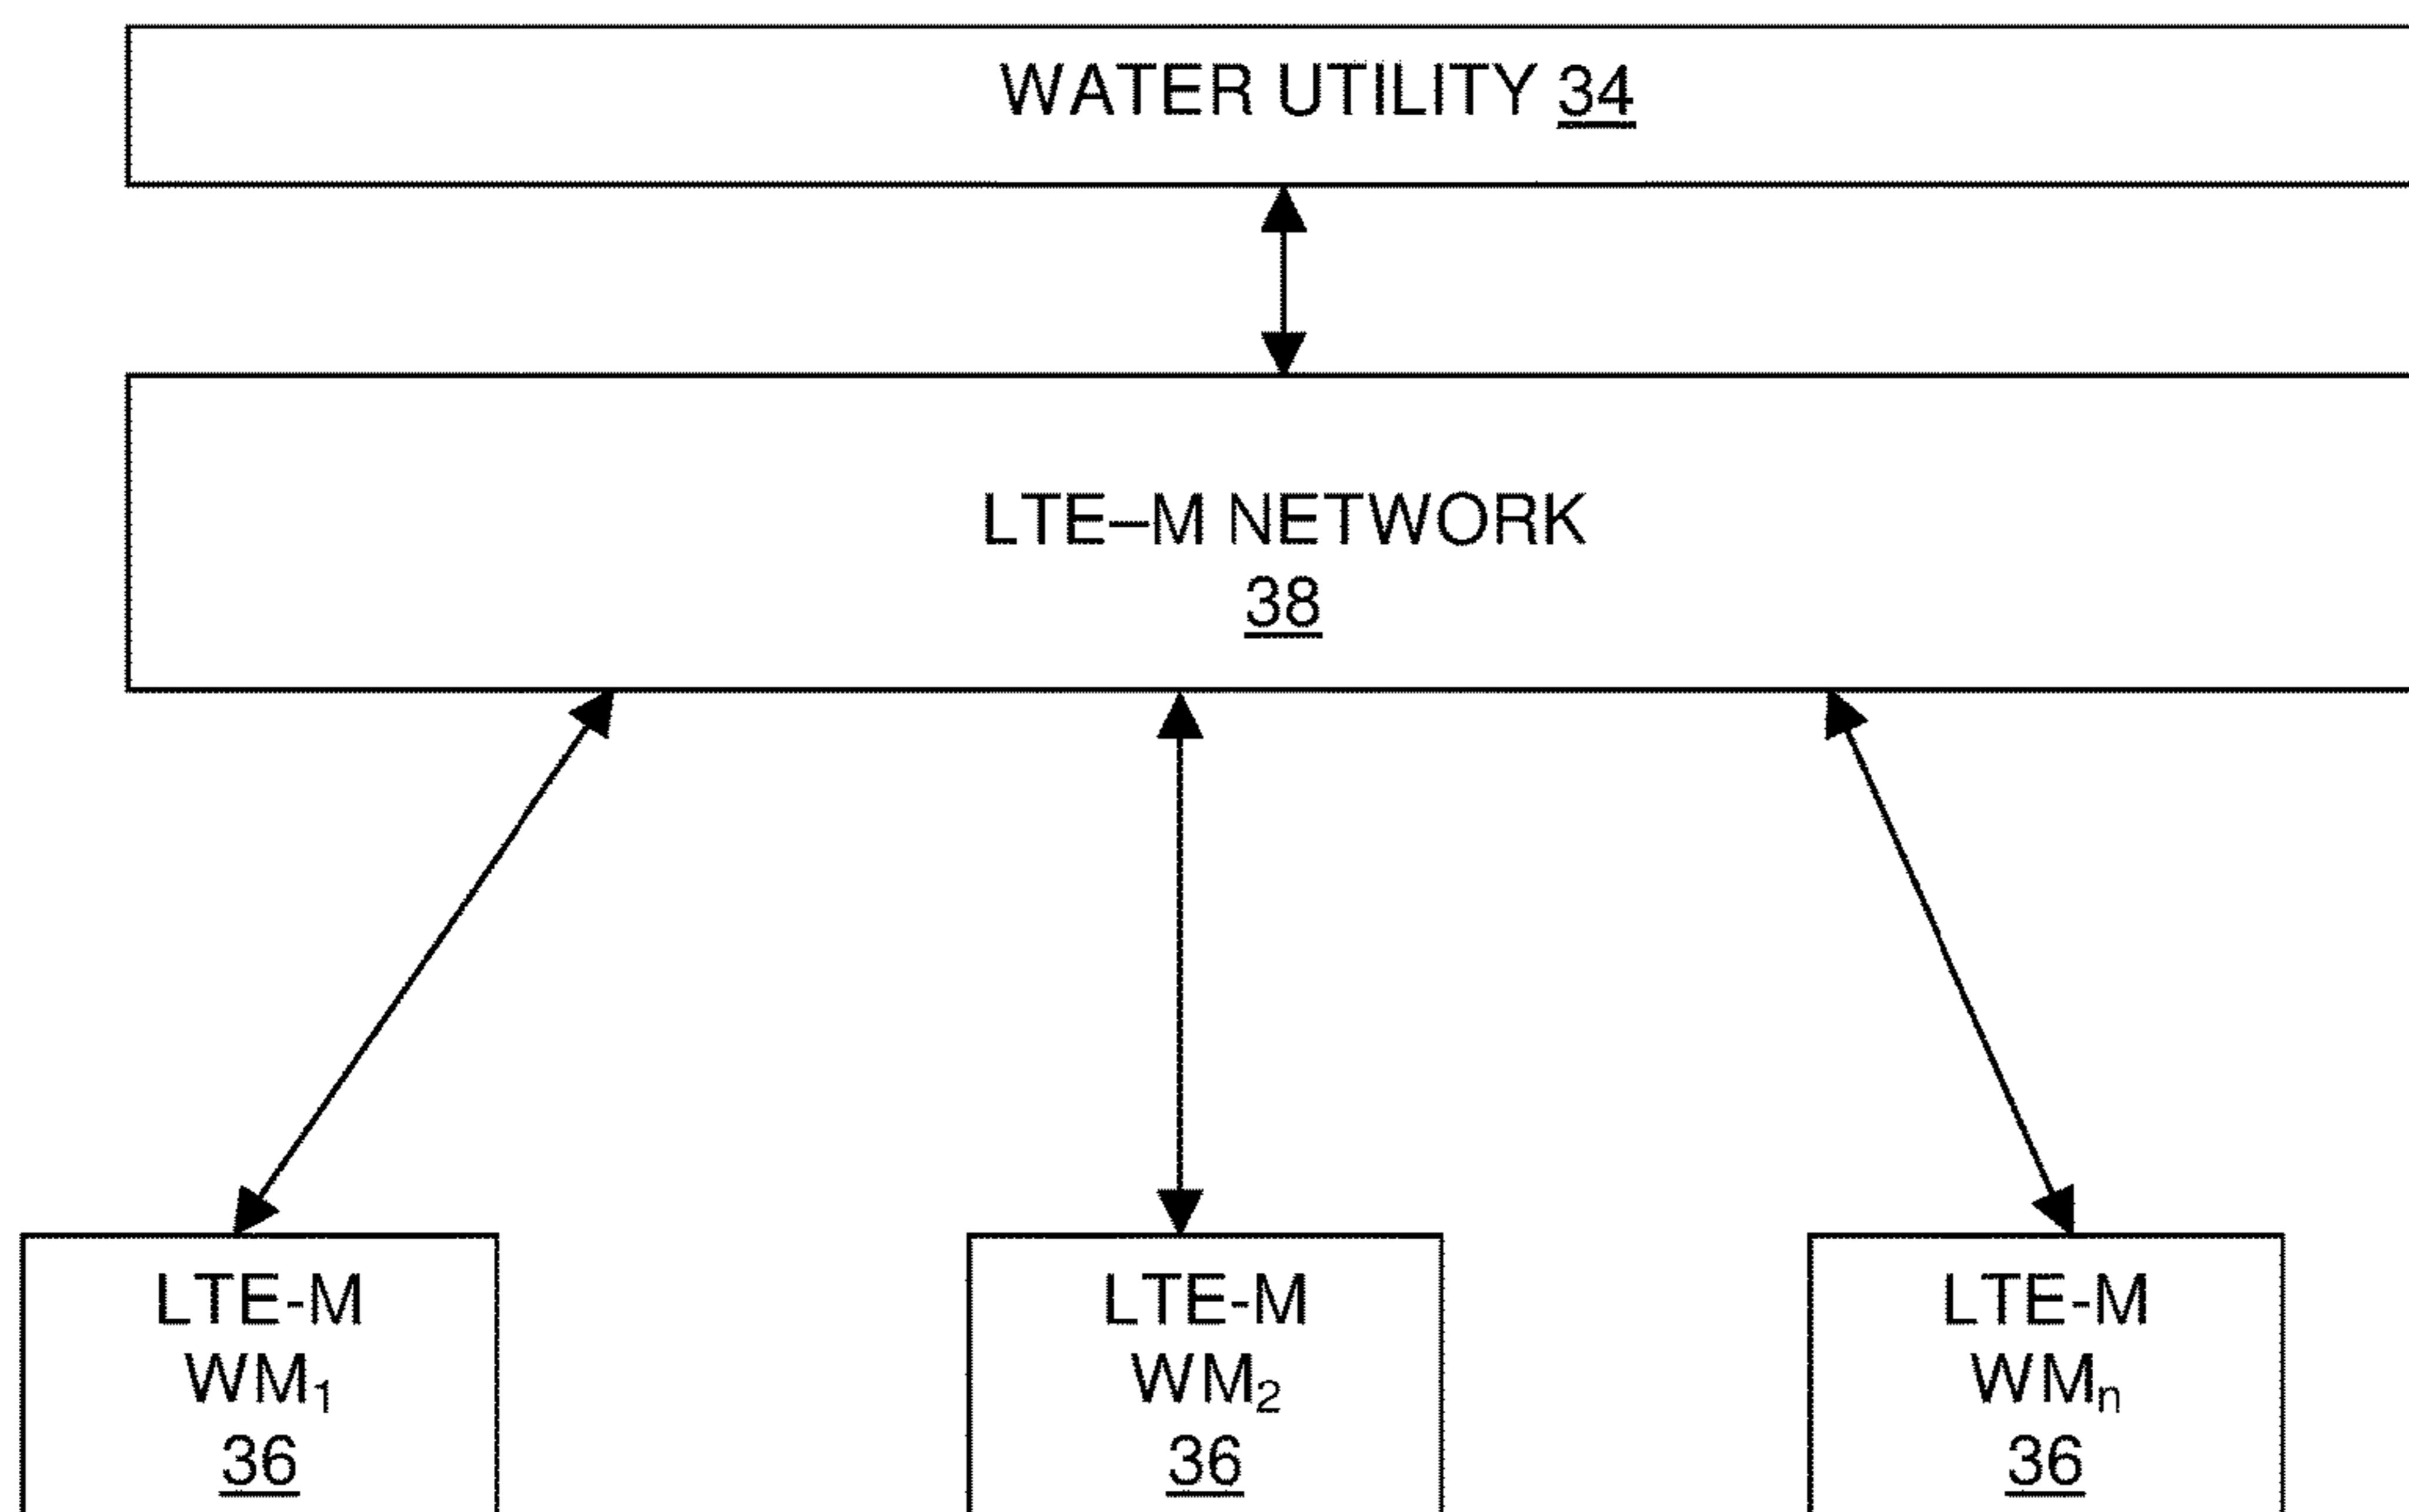 WATER UTILITY 34
LTE–M NETWORK
38
LTE-M
WM₁
36
LTE-M
WM₂
36
LTE-M
WMₙ
36